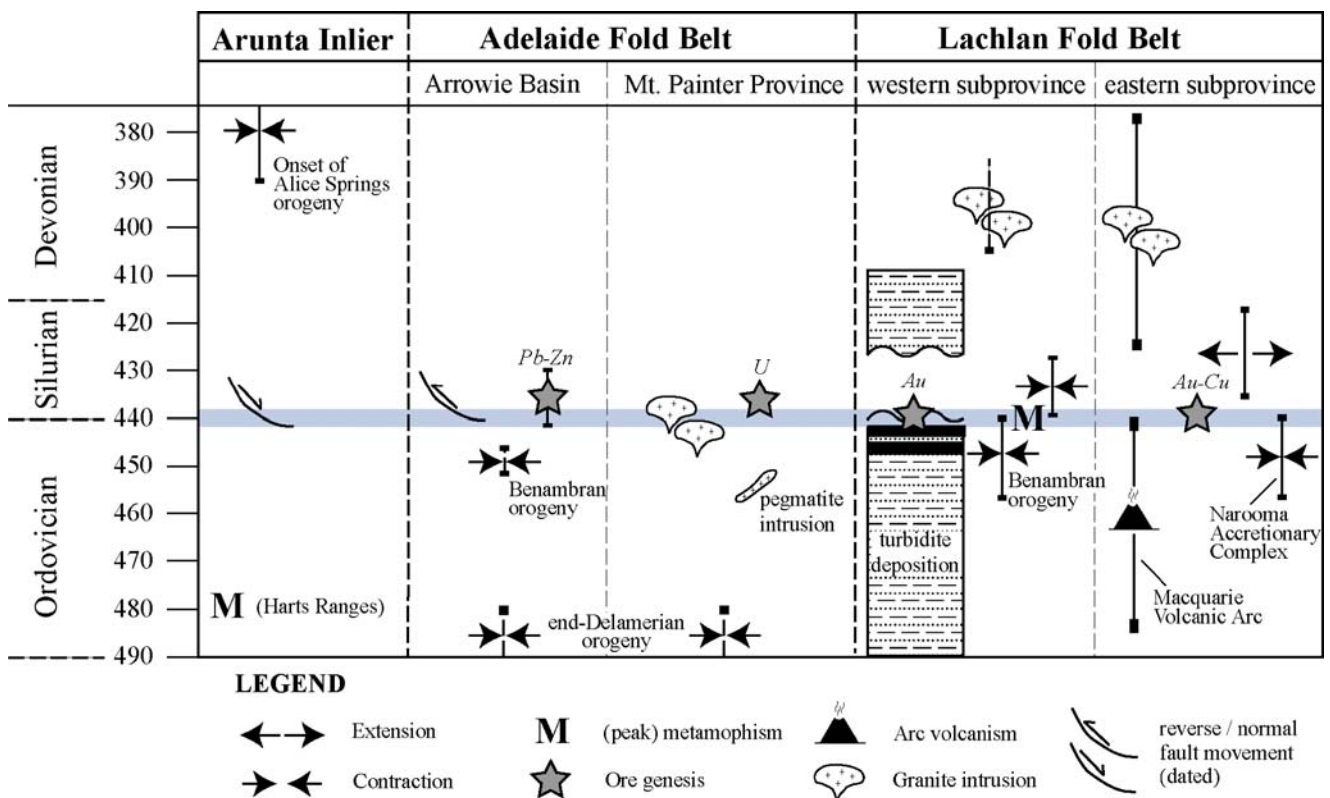 Arunta Inlier
Adelaide Fold Belt
Lachlan Fold Belt
Arrowie Basin
Mt. Painter Province
western subprovince
eastern subprovince
Devonian
Silurian
Ordovician
380
390
400
410
420
430
440
450
460
470
480
490
Onset of
Alice Springs
orogeny
M (Harts Ranges)
Pb-Zn
Benambran
orogeny
end-Delamerian
orogeny
U
pegmatite
intrusion
Au
turbidite
deposition
M
Benambran
orogeny
Au-Cu
Narooma
Accretionary
Complex
Macquarie
Volcanic Arc
LEGEND
Extension
M (peak) metamophism
Arc volcanism
reverse / normal
fault movement
(dated)
Contraction
Ore genesis
Granite intrusion